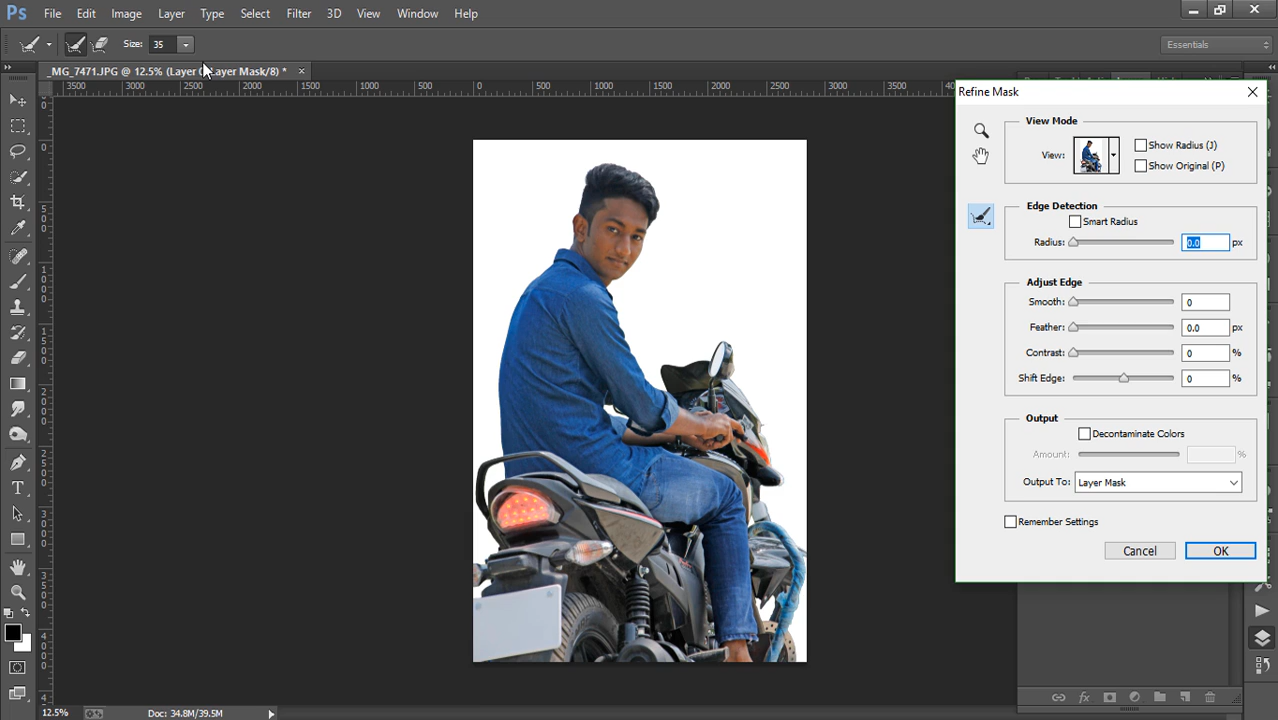 Ps File Edit Image Layer Type Select Filter 3D View Window Help
Size: 35 Essentials
_MG_7471.JPG @ 12.5% (Layer 0, Layer Mask/8) * ×
3500 3000 2500 2000 1500 1000 500 0 500 1000 1500 2000 2500 3000 3500
Refine Mask
View Mode
View: Show Radius (J)
Show Original (P)
Edge Detection
Smart Radius
Radius: 0.0 px
Adjust Edge
Smooth: 0
Feather: 0.0 px
Contrast: 0 %
Shift Edge: 0 %
Output
Decontaminate Colors
Amount: %
Output To: Layer Mask
Remember Settings
Cancel OK
12.5% Doc: 34.8M/39.5M